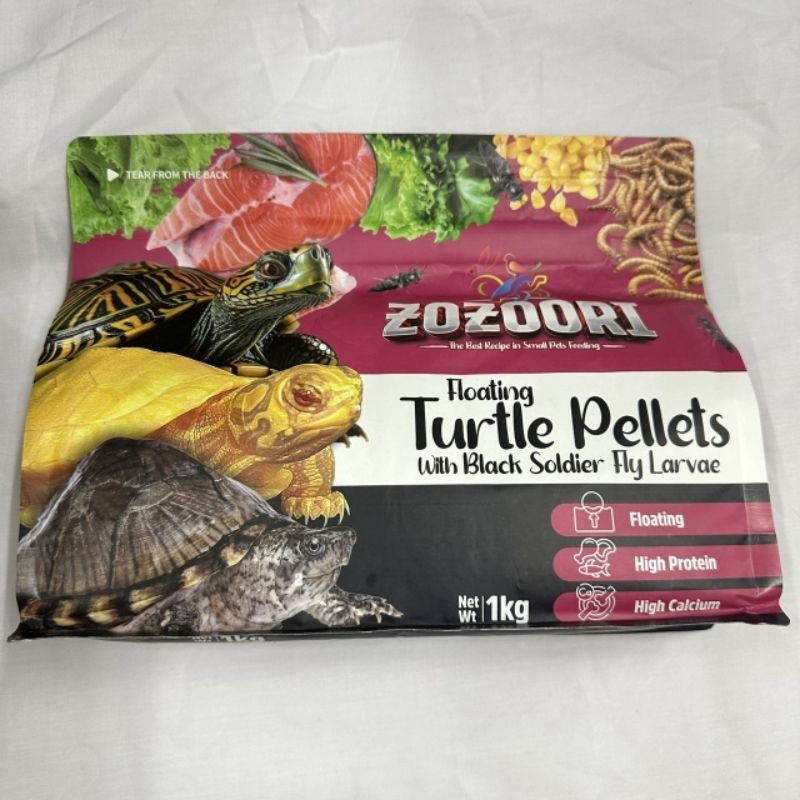 TEAR FROM THE BACK
ZOZOORI
The Best Recipe in Small Pets Feeding
Floating
Turtle Pellets
With Black Soldier Fly Larvae
Floating
High Protein
High Calcium
Net Wt 1kg
1kg